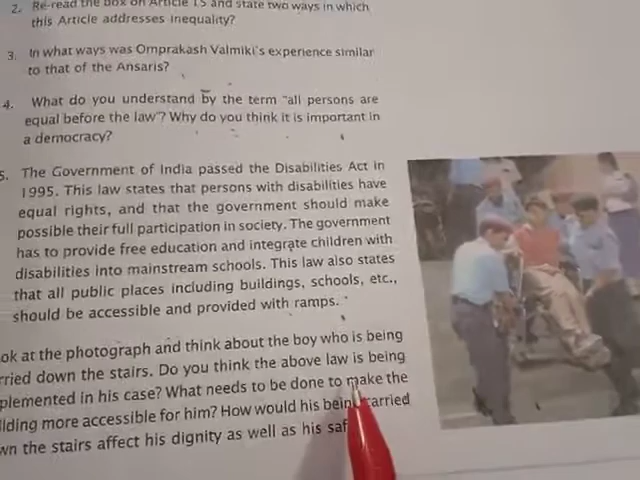 2. Re-read the box on Article 15 and state two ways in which
this Article addresses inequality?
3. In what ways was Omprakash Valmiki's experience similar
to that of the Ansaris?
4. What do you understand by the term "all persons are
equal before the law"? Why do you think it is important in
a democracy?
5. The Government of India passed the Disabilities Act in
1995. This law states that persons with disabilities have
equal rights, and that the government should make
possible their full participation in society. The government
has to provide free education and integrate children with
disabilities into mainstream schools. This law also states
that all public places including buildings, schools, etc.,
should be accessible and provided with ramps.
ok at the photograph and think about the boy who is being
rried down the stairs. Do you think the above law is being
plemented in his case? What needs to be done to make the
ilding more accessible for him? How would his being carried
wn the stairs affect his dignity as well as his saf